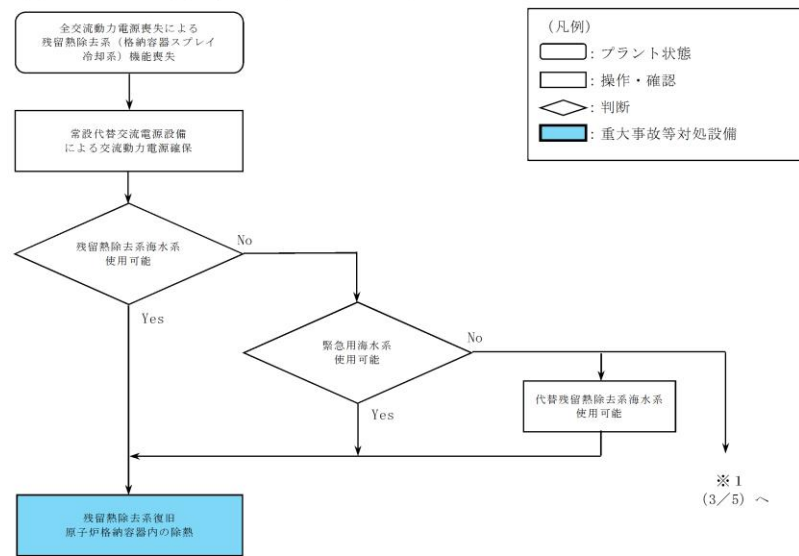 全交流動力電源喪失による
残留熱除去系(格納容器スプレイ
冷却系)機能喪失
常設代替交流電源設備
による交流動力電源確保
残留熱除去系海水系
使用可能
No
Yes
緊急用海水系
使用可能
No
Yes
代替残留熱除去系海水系
使用可能
※1
(3/5)へ
残留熱除去系復旧
原子炉格納容器内の除熱
(凡例)
:プラント状態
:操作・確認
:判断
:重大事故等対処設備